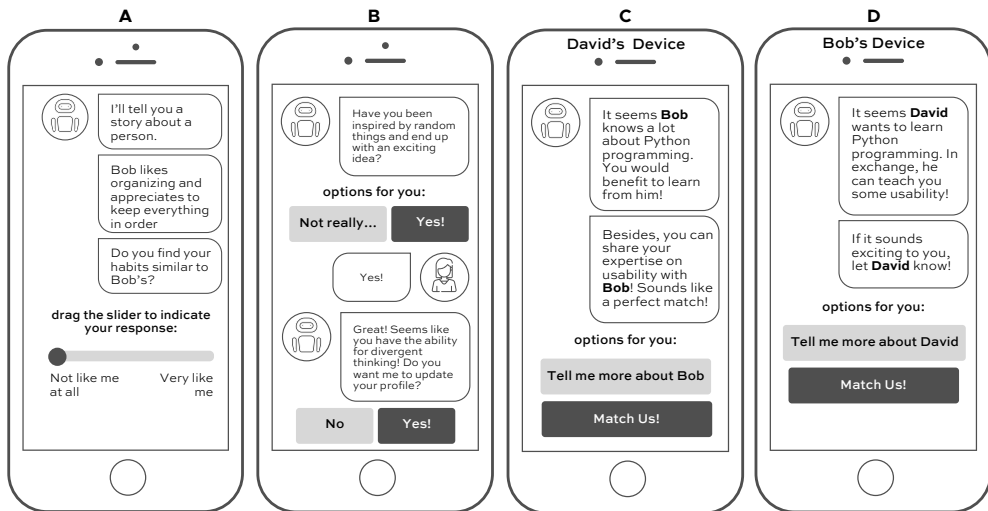 A
I'll tell you a
story about a
person.
Bob likes
organizing and
appreciates to
keep everything
in order
Do you find your
habits similar to
Bob's?
drag the slider to indicate
your response:
Not like me
at all
Very like
me
B
Have you been
inspired by random
things and end up
with an exciting
idea?
options for you:
Not really...
Yes!
Yes!
Great! Seems like
you have the ability
for divergent
thinking! Do you
want me to update
your profile?
No
Yes!
C
David's Device
It seems Bob
knows a lot
about Python
programming.
You would
benefit to learn
from him!
Besides, you can
share your
expertise on
usability with
Bob! Sounds like
a perfect match!
options for you:
Tell me more about Bob
Match Us!
D
Bob's Device
It seems David
wants to learn
Python
programming. In
exchange, he
can teach you
some usability!
If it sounds
exciting to you,
let David know!
options for you:
Tell me more about David
Match Us!